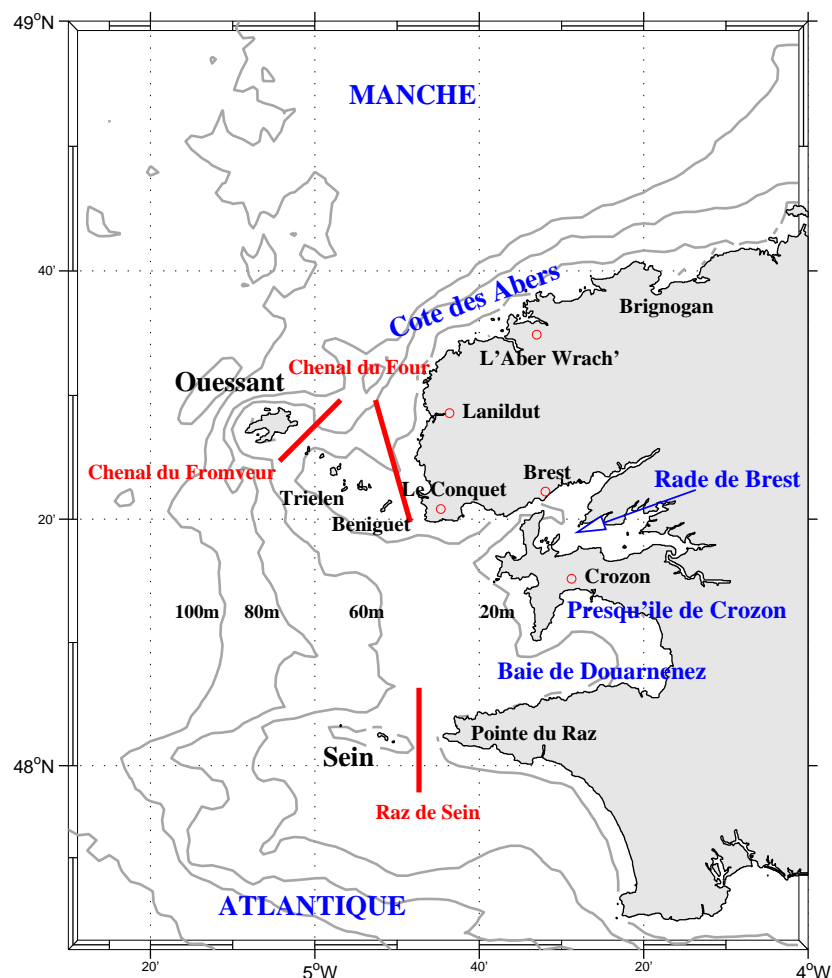 49°N
MANCHE
40'
Cote des Abers
Brignogan
L'Aber Wrach'
Chenal du Four
Ouessant
Lanildut
Chenal du Fromveur
Brest
Rade de Brest
Trielen
Le Conquet
20'
Beniguet
Crozon
100m 80m 60m 20m
Presqu'ile de Crozon
Baie de Douarnenez
Pointe du Raz
Sein
48°N
Raz de Sein
ATLANTIQUE
20' 5°W 40' 20' 4°W